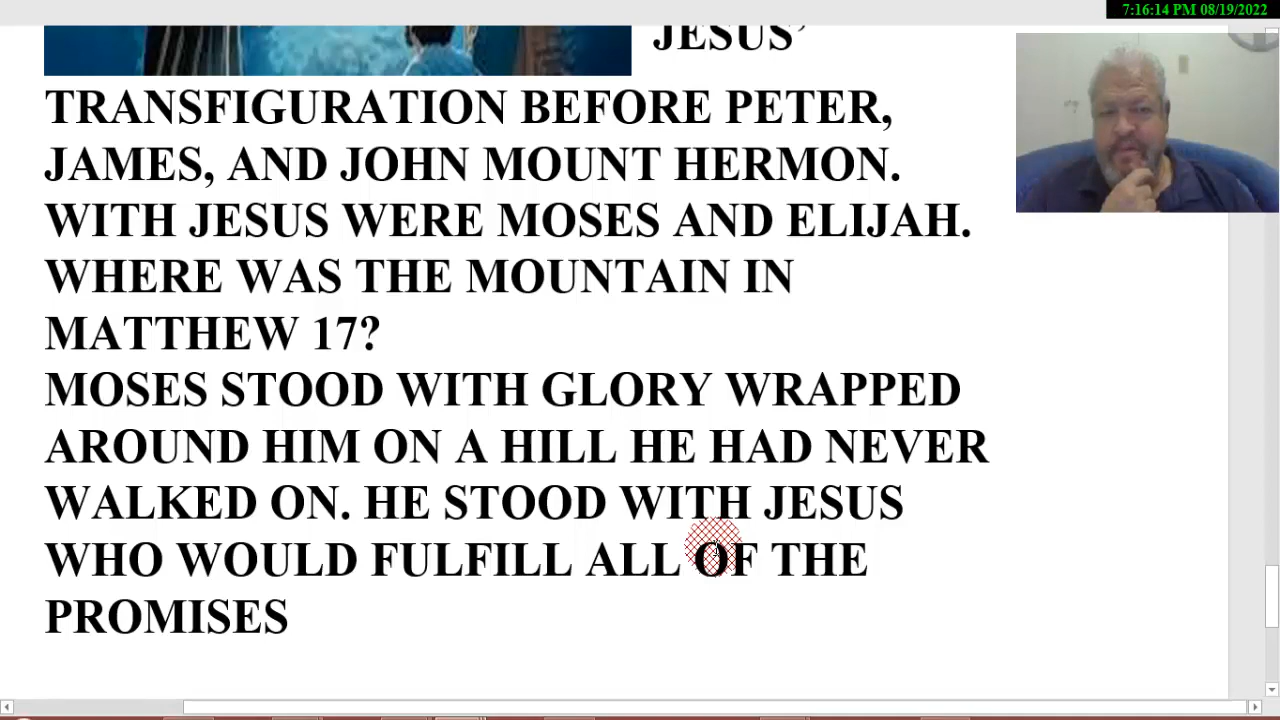 7:16:14 PM 08/19/2022
JESUS’
TRANSFIGURATION BEFORE PETER,
JAMES, AND JOHN MOUNT HERMON.
WITH JESUS WERE MOSES AND ELIJAH.
WHERE WAS THE MOUNTAIN IN
MATTHEW 17?
MOSES STOOD WITH GLORY WRAPPED
AROUND HIM ON A HILL HE HAD NEVER
WALKED ON. HE STOOD WITH JESUS
WHO WOULD FULFILL ALL OF THE
PROMISES